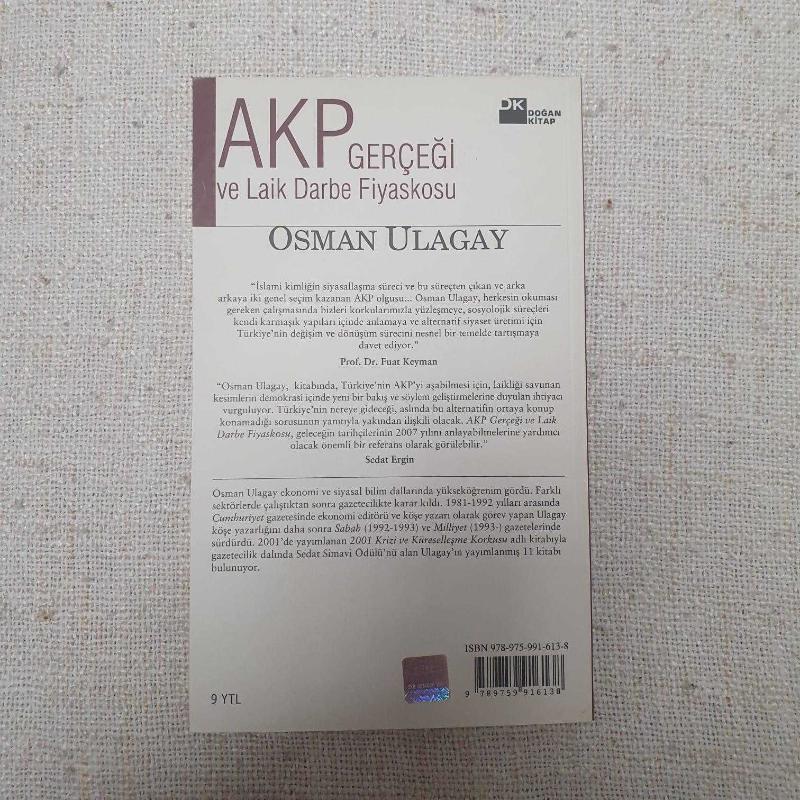 DK DOĞAN
KİTAP
AKP GERÇEĞİ
ve Laik Darbe Fiyaskosu
OSMAN ULAGAY
"İslami kimliğin siyasallaşma süreci ve bu süreçten çıkan ve arka
arkaya iki genel seçim kazanan AKP olgusu... Osman Ulagay, herkesin okuması
gereken çalışmasında bizleri korkularımızla yüzleşmeye, sosyolojik süreçleri
kendi karmaşık yapıları içinde anlamaya ve alternatif siyaset üretimi için
Türkiye'nin değişim ve dönüşüm sürecini nesnel bir temelde tartışmaya
davet ediyor."
Prof. Dr. Fuat Keyman
"Osman Ulagay, kitabında, Türkiye'nin AKP'yi aşabilmesi için, laikliği savunan
kesimlerin demokrasi içinde yeni bir bakış ve söylem geliştirmelerine duyulan ihtiyacı
vurguluyor. Türkiye'nin nereye gideceği, aslında bu alternatifin ortaya konup
konamadığı sorusunun yanıtıyla yakından ilişkili olacak. AKP Gerçeği ve Laik
Darbe Fiyaskosu, geleceğin tarihçilerinin 2007 yılını anlayabilmelerine yardımcı
olacak önemli bir referans olarak görülebilir."
Sedat Ergin
Osman Ulagay ekonomi ve siyasal bilim dallarında yükseköğrenim gördü. Farklı
sektörlerde çalıştıktan sonra gazetecilikte karar kıldı. 1981-1992 yılları arasında
Cumhuriyet gazetesinde ekonomi editörü ve köşe yazarı olarak görev yapan Ulagay
köşe yazarlığını daha sonra Sabah (1992-1993) ve Milliyet (1993-) gazetelerinde
sürdürdü. 2001'de yayımlanan 2001 Krizi ve Küreselleşme Korkusu adlı kitabıyla
gazetecilik dalında Sedat Simavi Ödülü'nü alan Ulagay'ın yayımlanmış 11 kitabı
bulunuyor.
ISBN 978-975-991-613-8
9 789759 916138
9 YTL